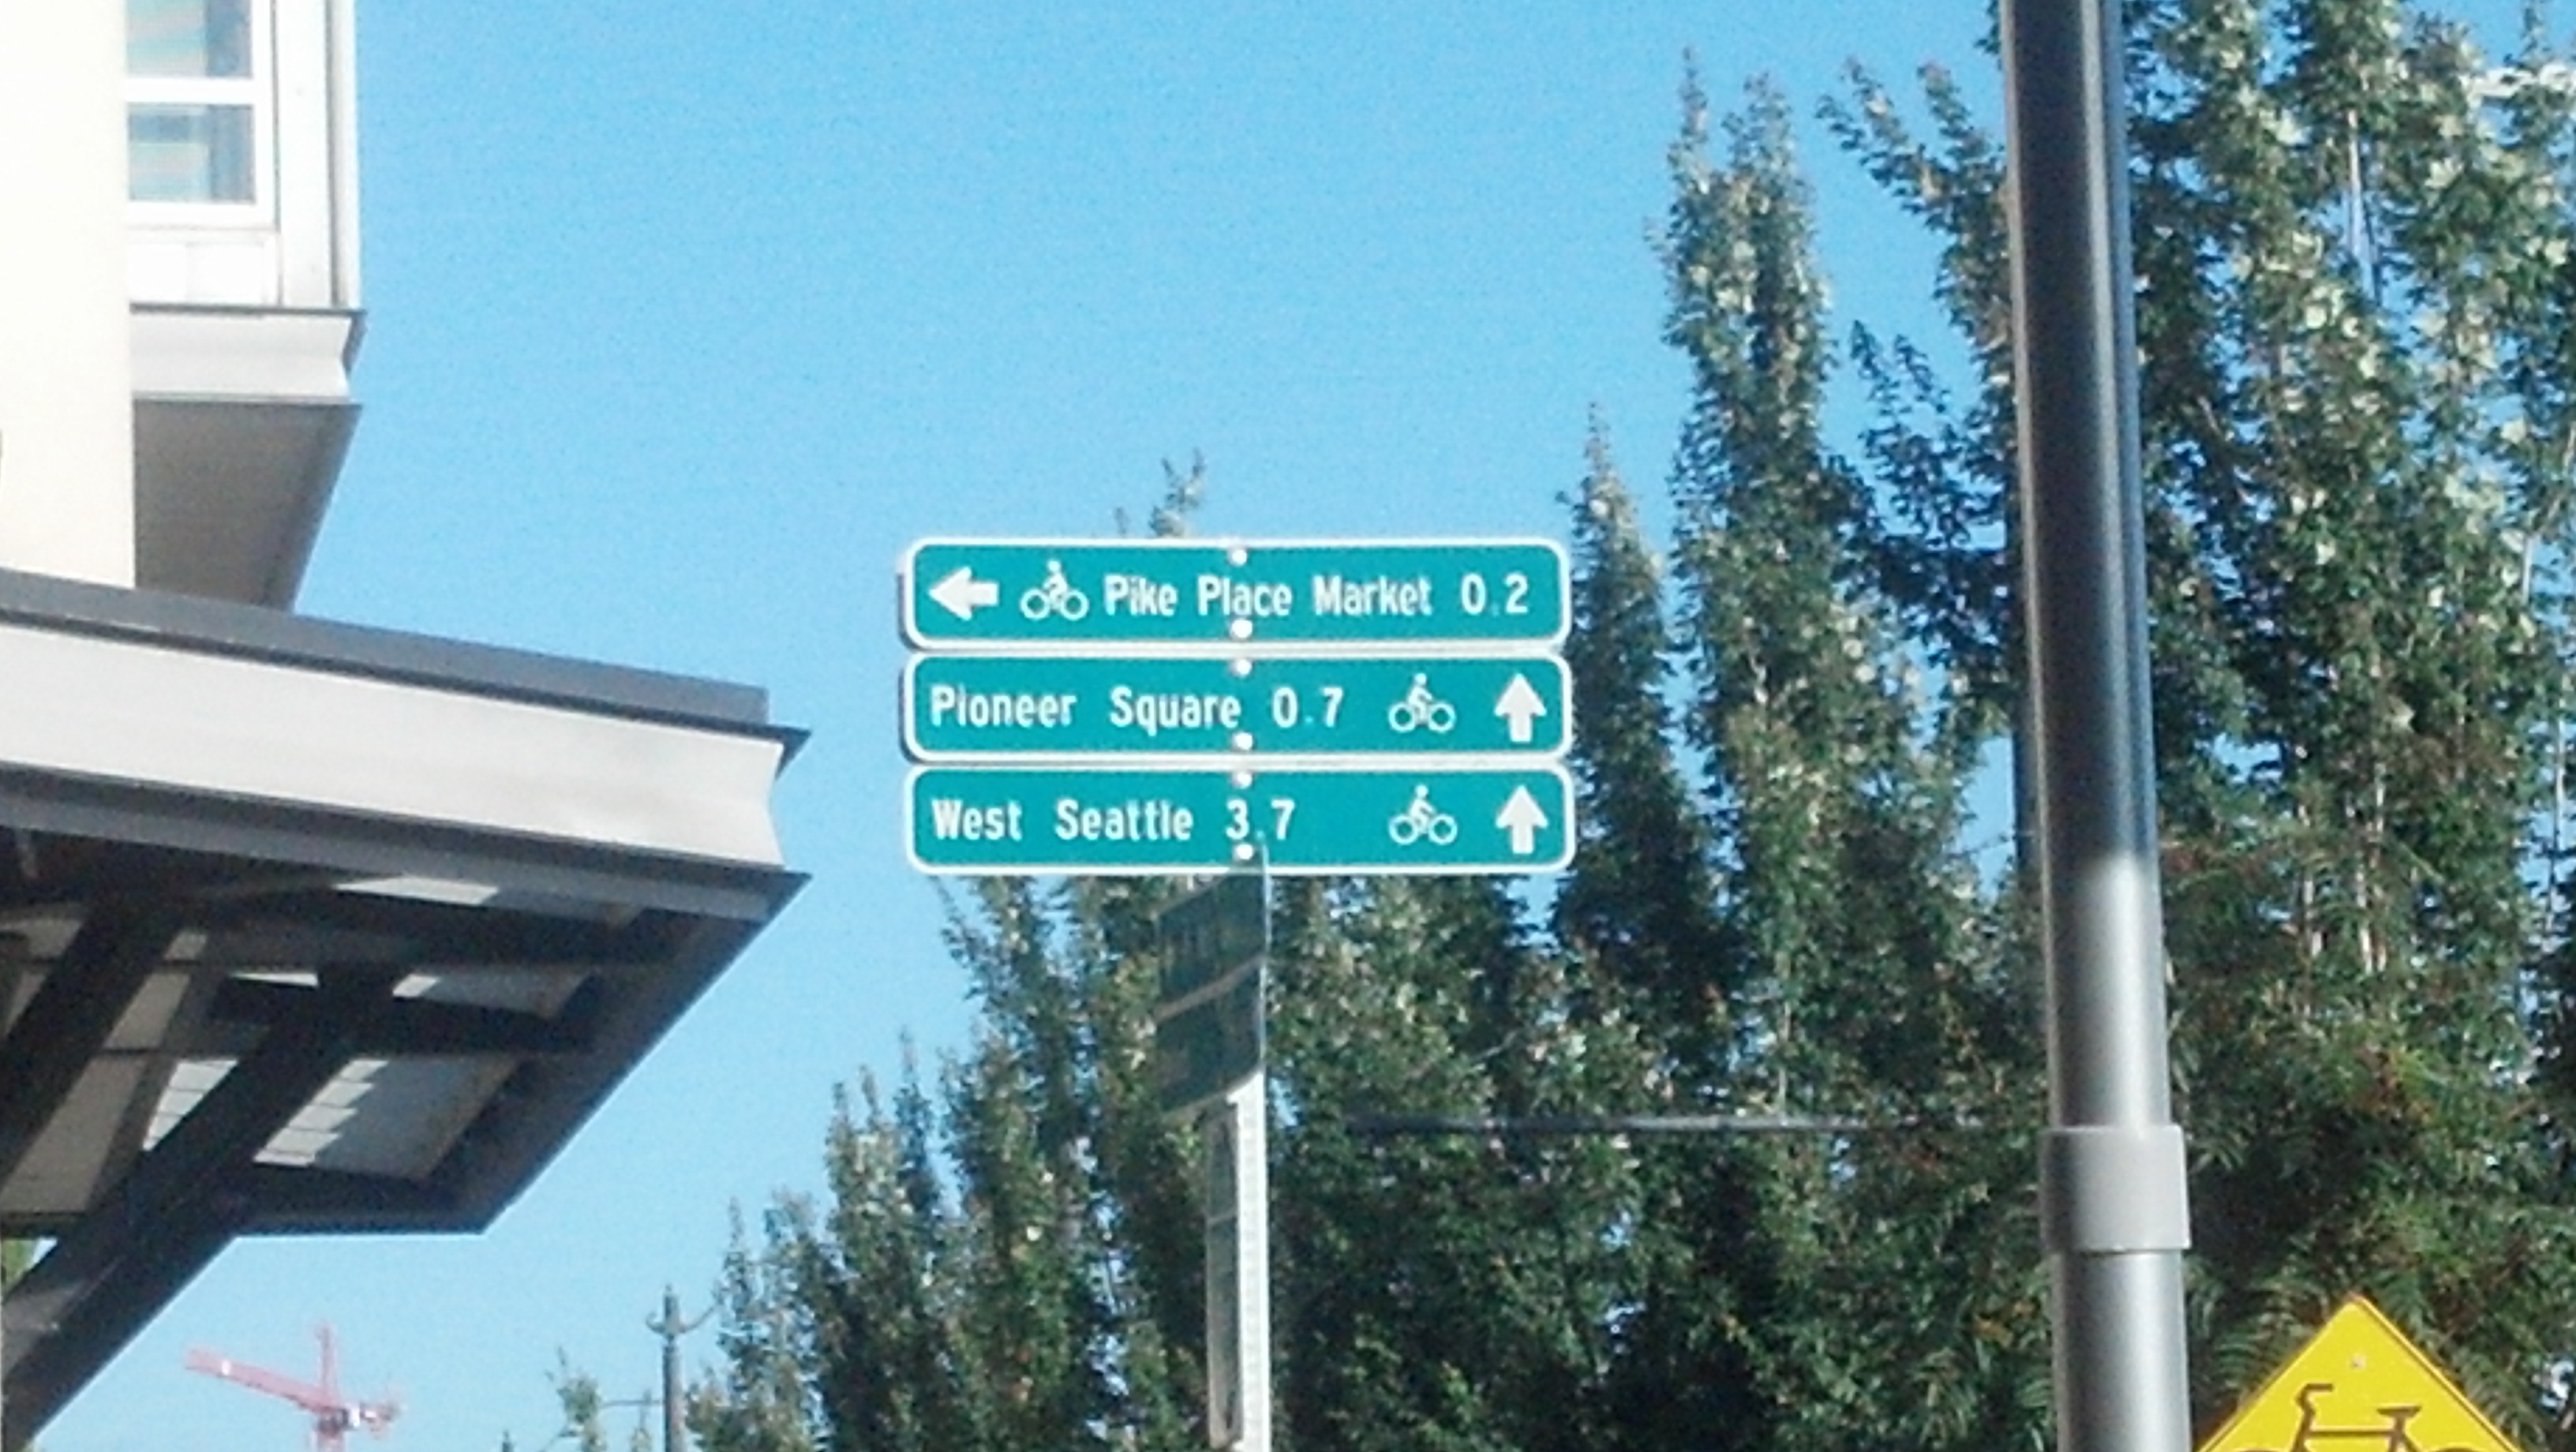 Pike Place Market 0.2
Pioneer Square 0.7
West Seattle 3.7